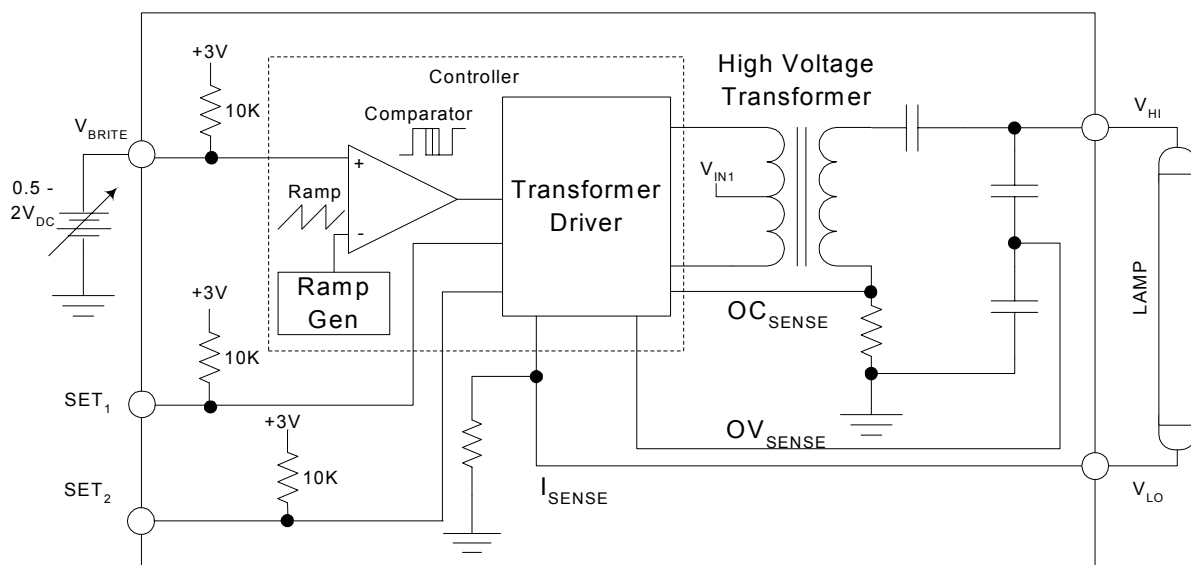 +3V
Controller
High Voltage
Transformer
10K
Comparator
V_BRITE
V_HI
+
Ramp
V_IN1
Transformer
Driver
0.5 -
2V_DC
-
Ramp
Gen
LAMP
+3V
OC_SENSE
10K
SET_1
+3V
OV_SENSE
10K
SET_2
I_SENSE
V_LO